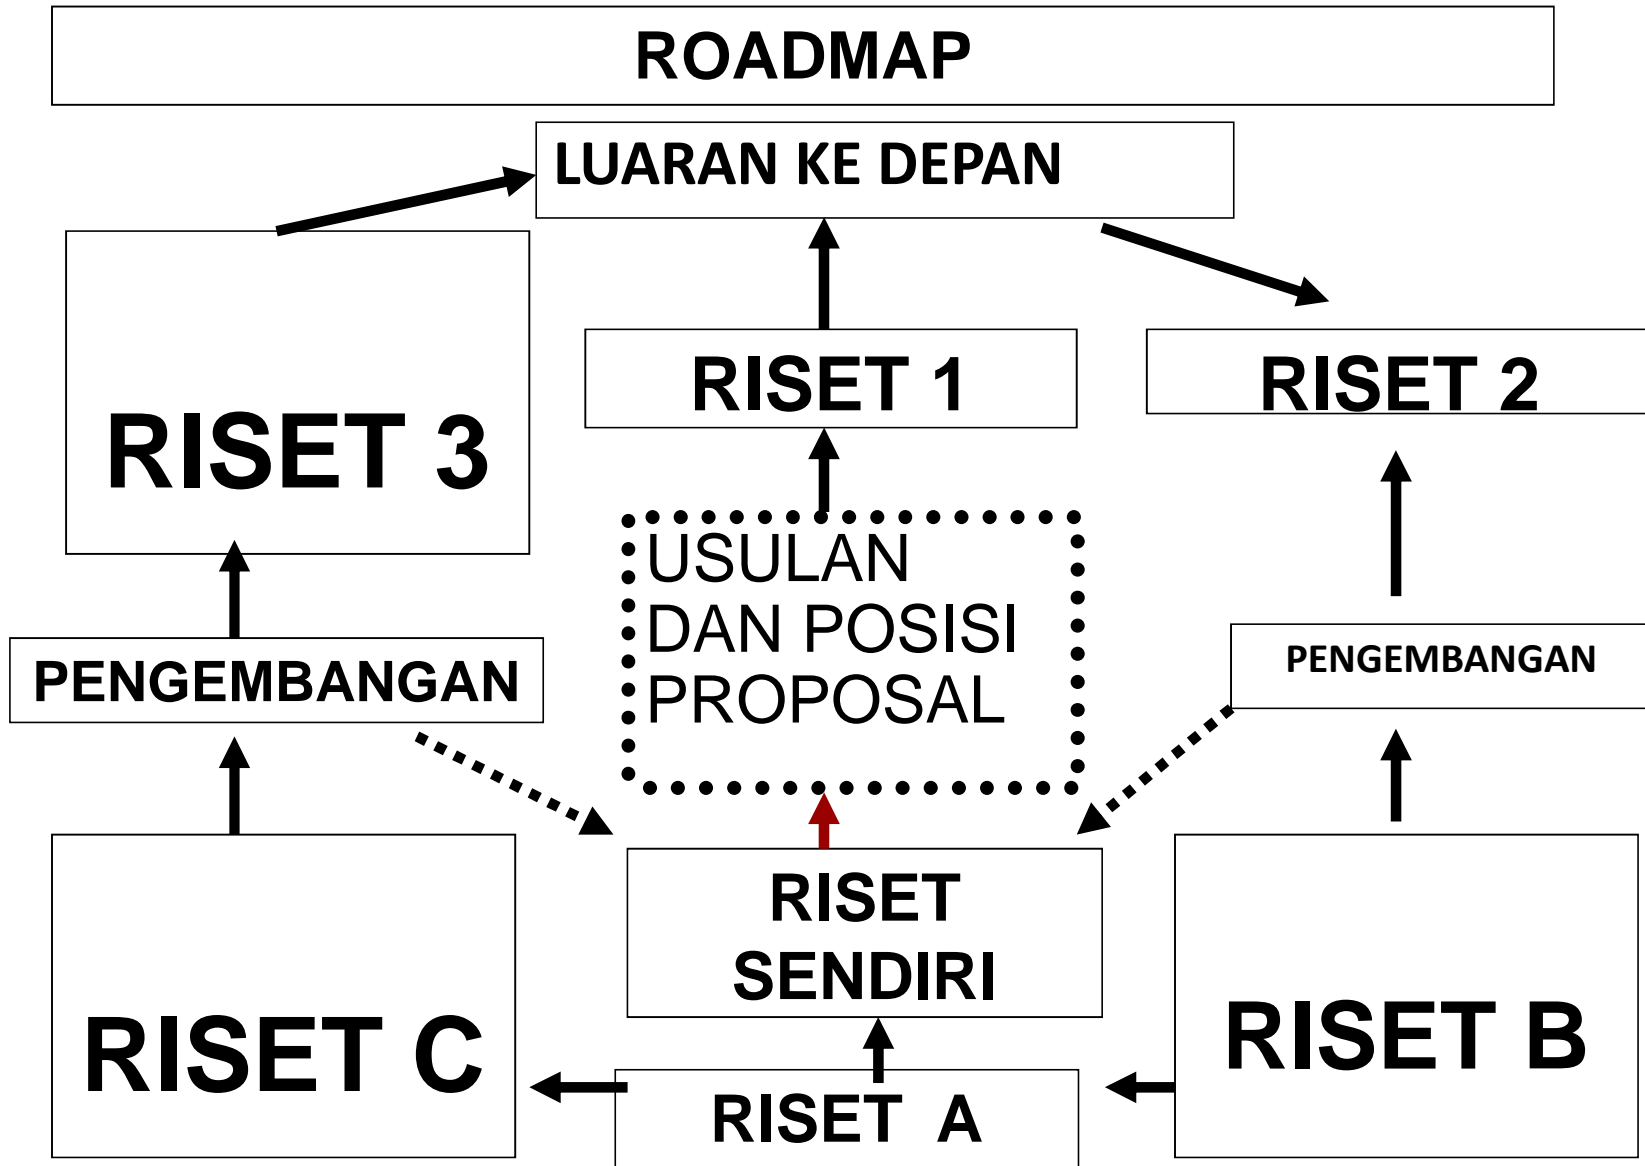 ROADMAP
LUARAN KE DEPAN
RISET 3
RISET 1
RISET 2
USULAN
DAN POSISI
PROPOSAL
PENGEMBANGAN
PENGEMBANGAN
RISET
SENDIRI
RISET C
RISET A
RISET B